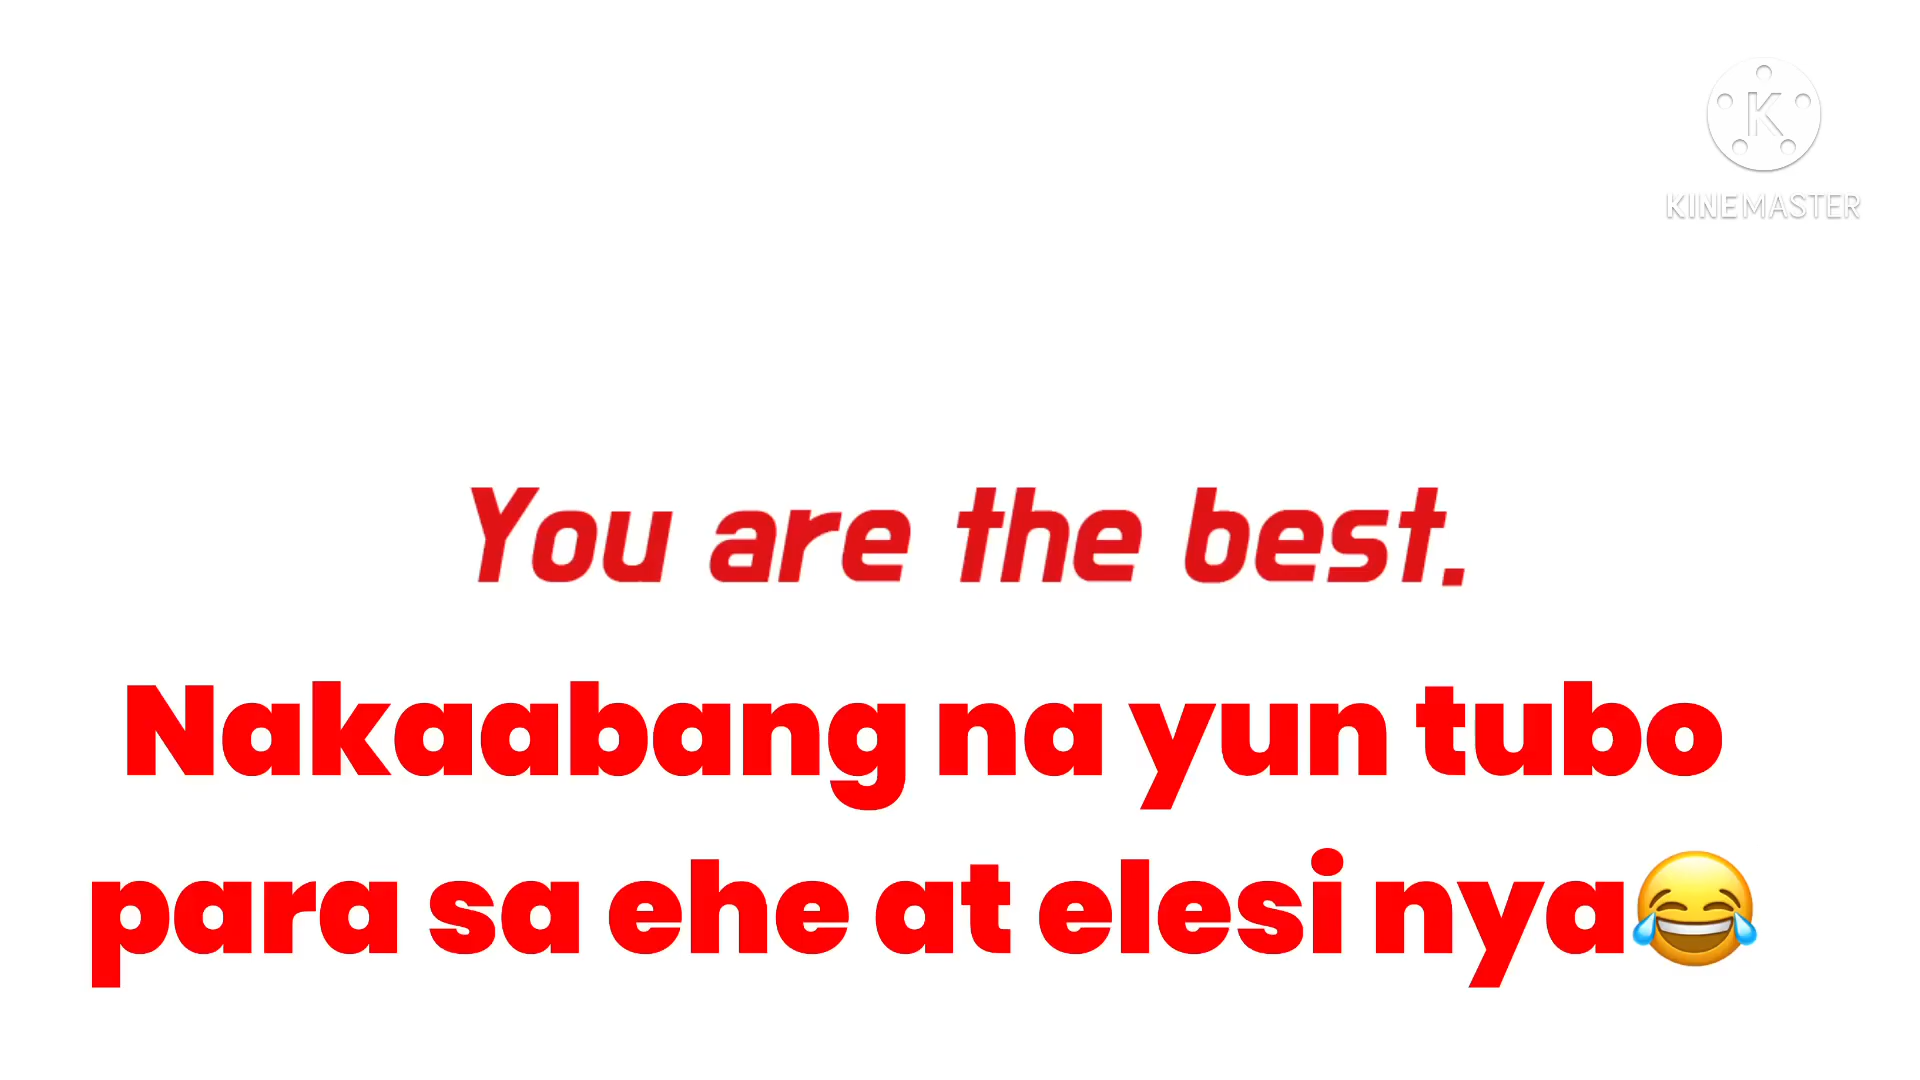 K
KINEMASTER
You are the best.
Nakaabang na yun tubo
para sa ehe at elesi nya😂